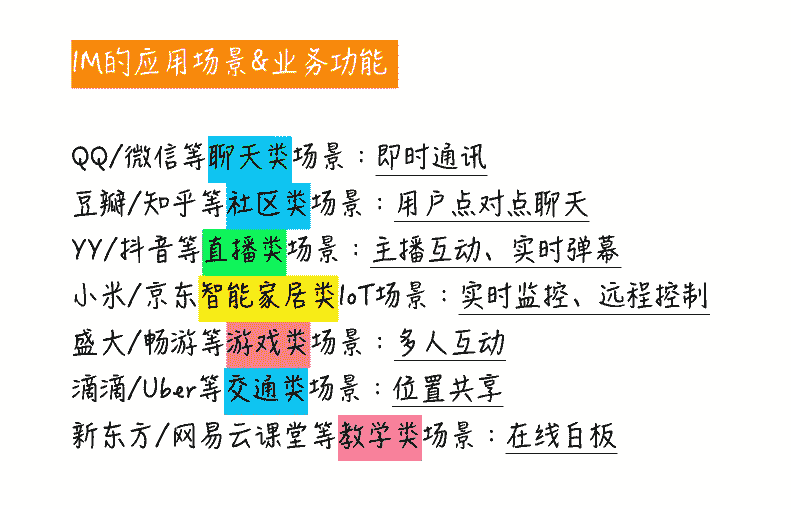 IM的应用场景&业务功能
QQ/微信等聊天类场景：即时通讯
豆瓣/知乎等社区类场景：用户点对点聊天
YY/抖音等直播类场景：主播互动、实时弹幕
小米/京东智能家居类IoT场景：实时监控、远程控制
盛大/畅游等游戏类场景：多人互动
滴滴/Uber等交通类场景：位置共享
新东方/网易云课堂等教学类场景：在线白板